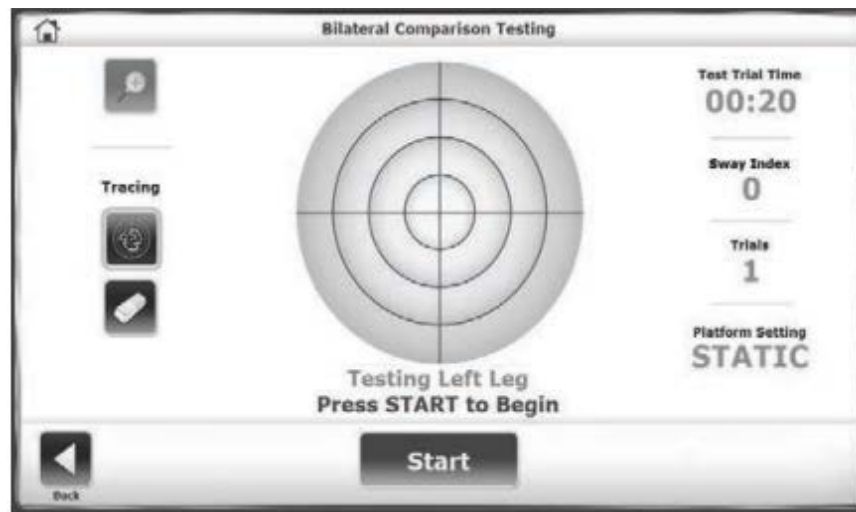 Bilateral Comparison Testing
Tracing
Test Trial Time
00:20
Sway Index
0
Trials
1
Platform Setting
STATIC
Testing Left Leg
Press START to Begin
Back
Start